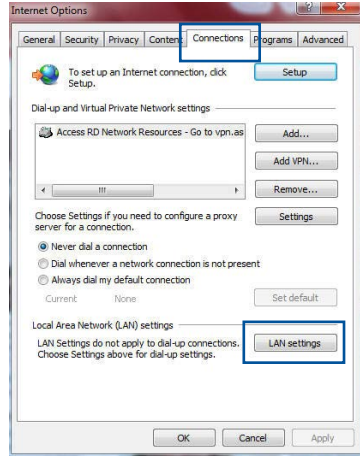 Internet Options
General Security Privacy Content Connections Programs Advanced
To set up an Internet connection, click
Setup.
Setup
Dial-up and Virtual Private Network settings
Access RD Network Resources - Go to vpn.as
Add...
Add VPN...
Remove...
Choose Settings if you need to configure a proxy
server for a connection.
Settings
Never dial a connection
Dial whenever a network connection is not present
Always dial my default connection
Current None
Set default
Local Area Network (LAN) settings
LAN Settings do not apply to dial-up connections.
Choose Settings above for dial-up settings.
LAN settings
OK Cancel Apply